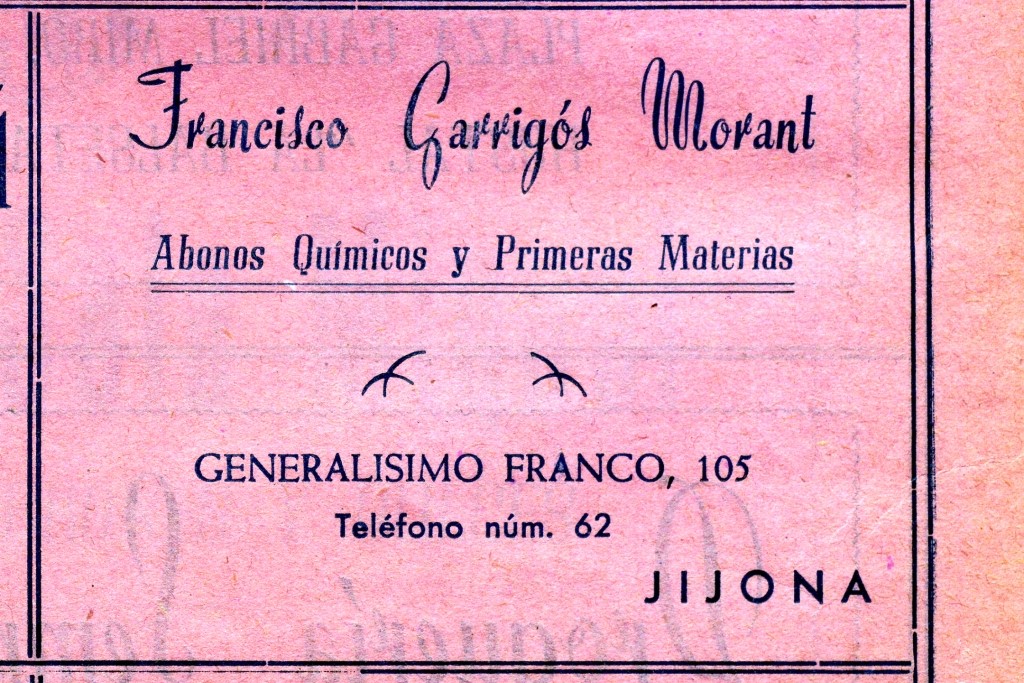 Francisco Garrigós Morant
Abonos Químicos y Primeras Materias
GENERALISIMO FRANCO, 105
Teléfono núm. 62
JIJONA